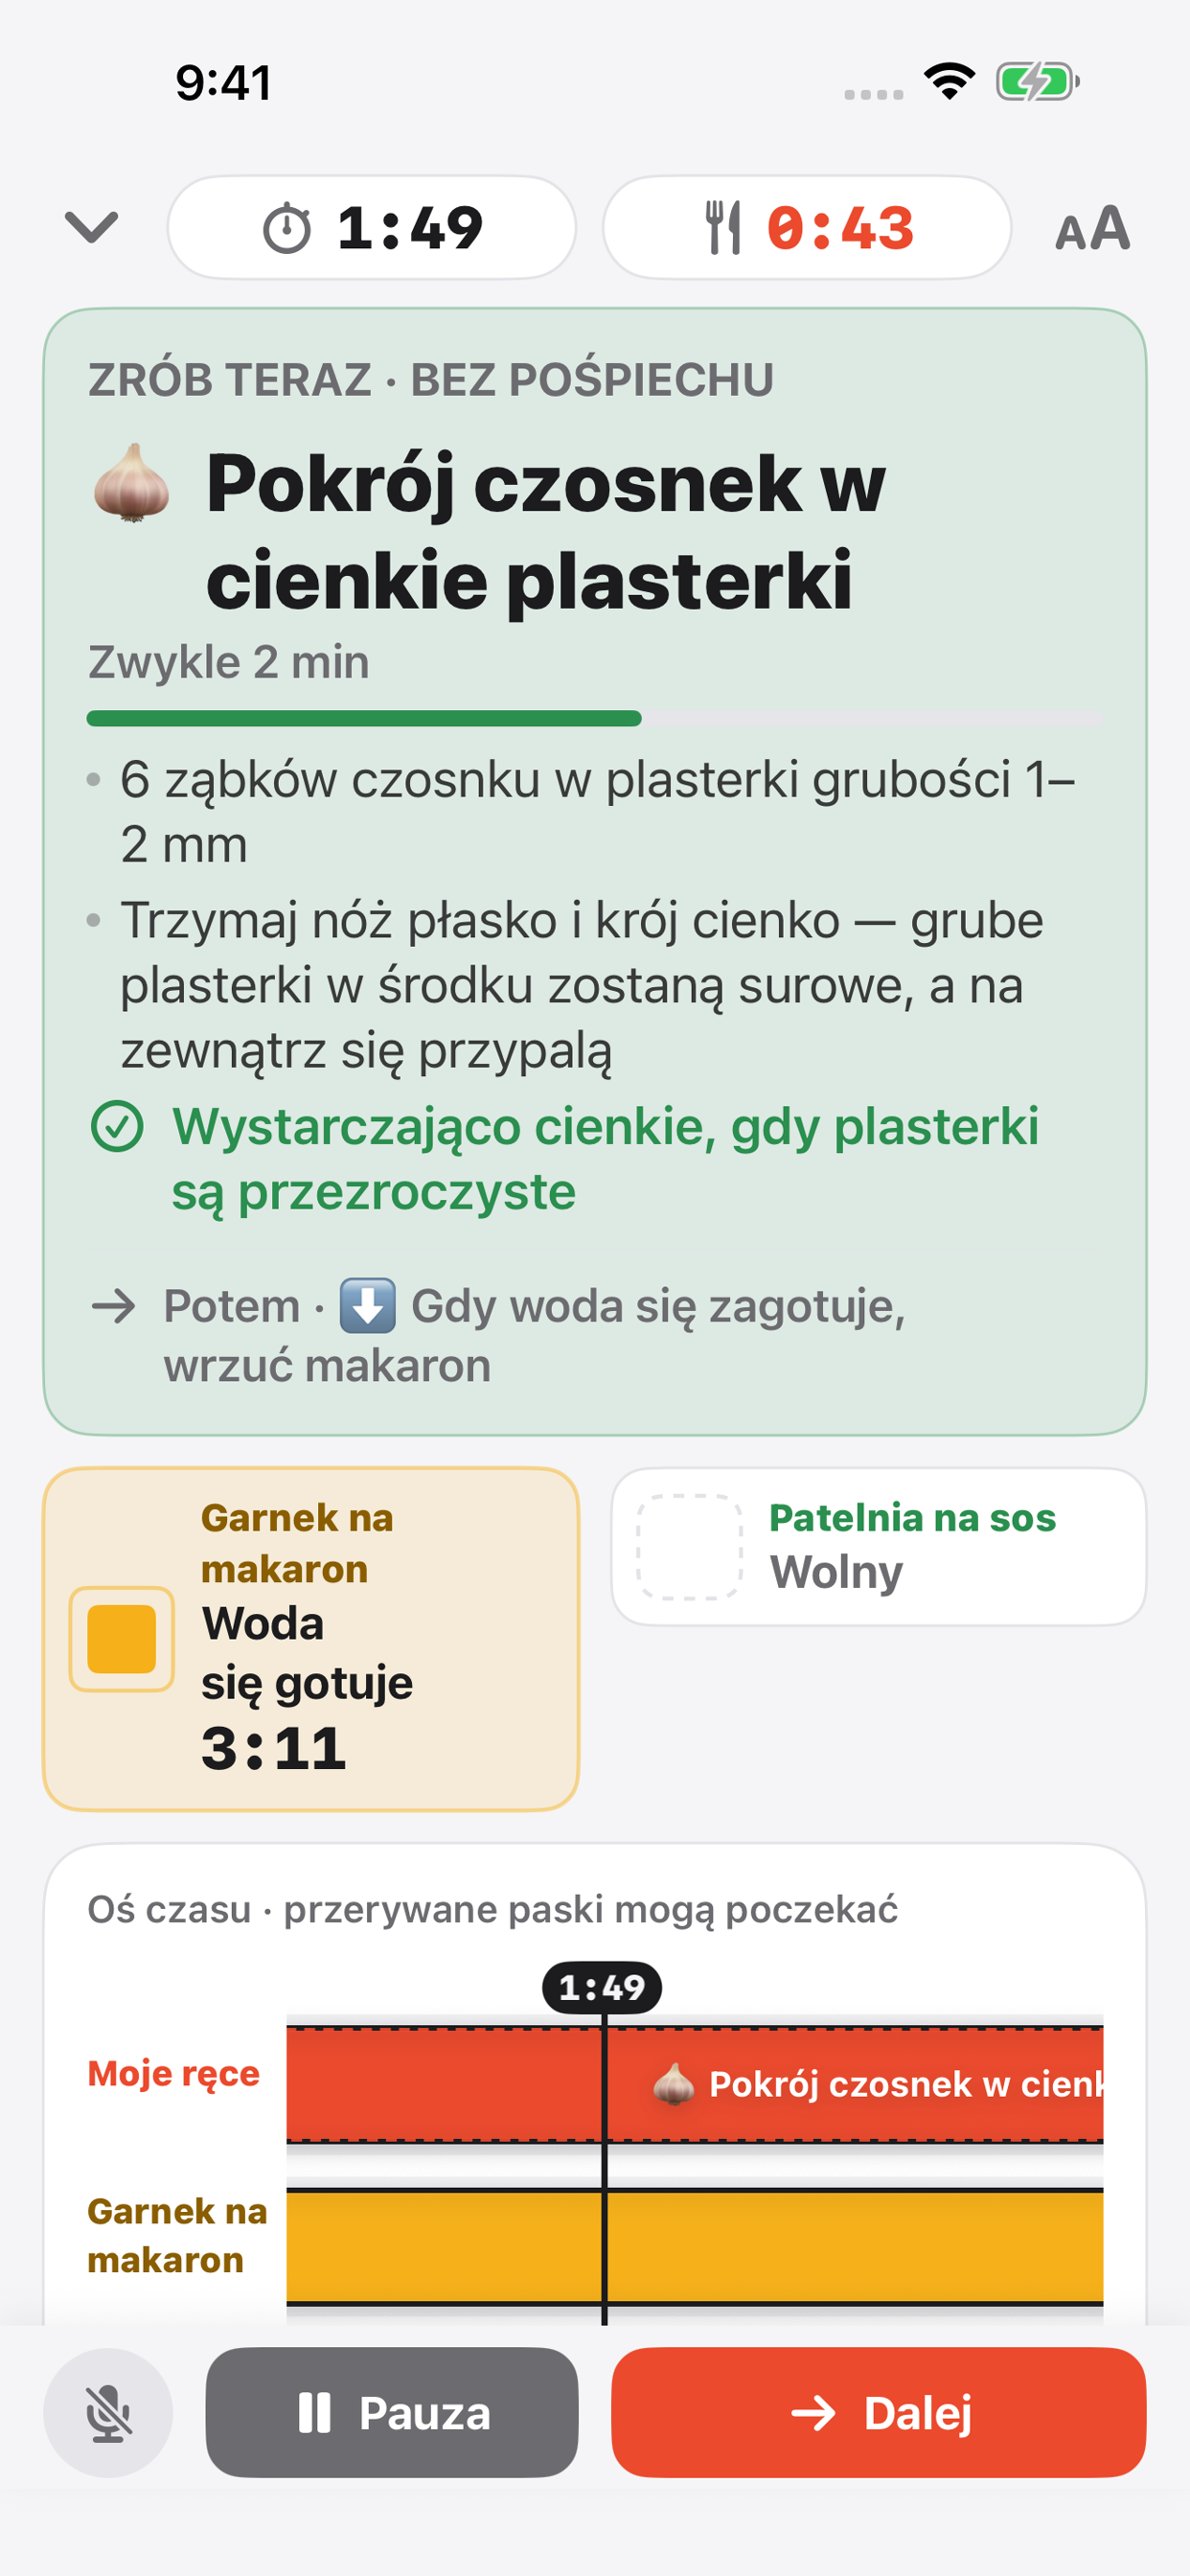 9:41
1:49
0:43
AA
ZRÓB TERAZ · BEZ POŚPIECHU
Pokrój czosnek w
cienkie plasterki
Zwykle 2 min
• 6 ząbków czosnku w plasterki grubości 1–
2 mm
• Trzymaj nóż płasko i krój cienko — grube
plasterki w środku zostaną surowe, a na
zewnątrz się przypalą
Wystarczająco cienkie, gdy plasterki
są przezroczyste
→ Potem · ⬇️ Gdy woda się zagotuje,
wrzuć makaron
Garnek na
makaron
Woda
się gotuje
3:11
Patelnia na sos
Wolny
Oś czasu · przerywane paski mogą poczekać
1:49
Moje ręce
Pokrój czosnek w cienk
Garnek na
makaron
Pauza
→ Dalej